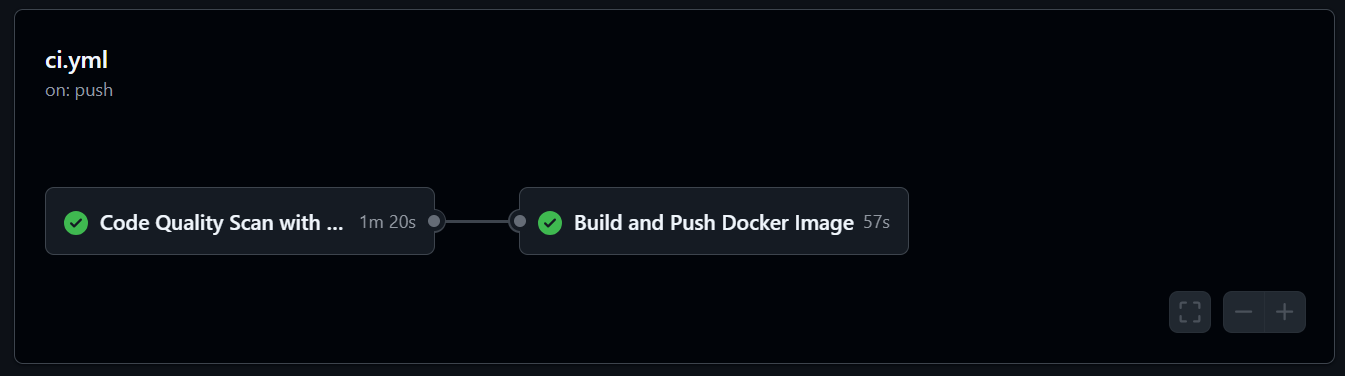 ci.yml
on: push
Code Quality Scan with ... 1m 20s
Build and Push Docker Image 57s